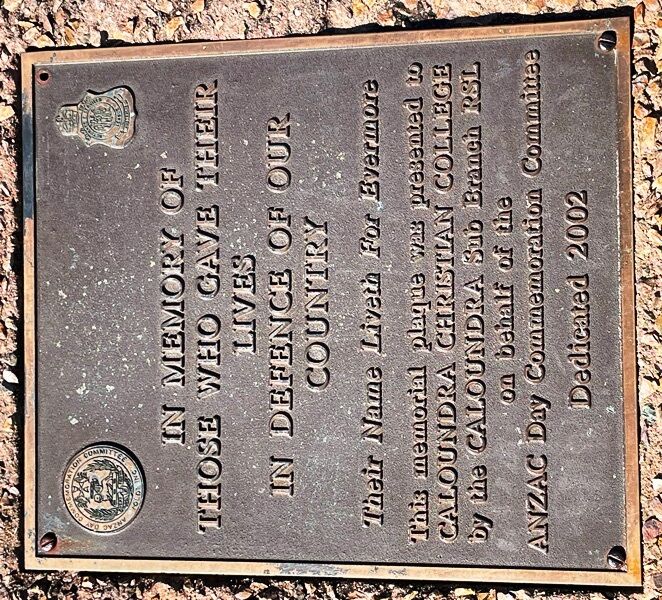 IN MEMORY OF
THOSE WHO GAVE THEIR
LIVES
IN DEFENCE OF OUR
COUNTRY
Their Name Liveth For Evermore
This memorial plaque was presented to
CALOUNDRA CHRISTIAN COLLEGE
by the CALOUNDRA Sub Branch RSL
on behalf of the
ANZAC Day Commemoration Committee
Dedicated 2002